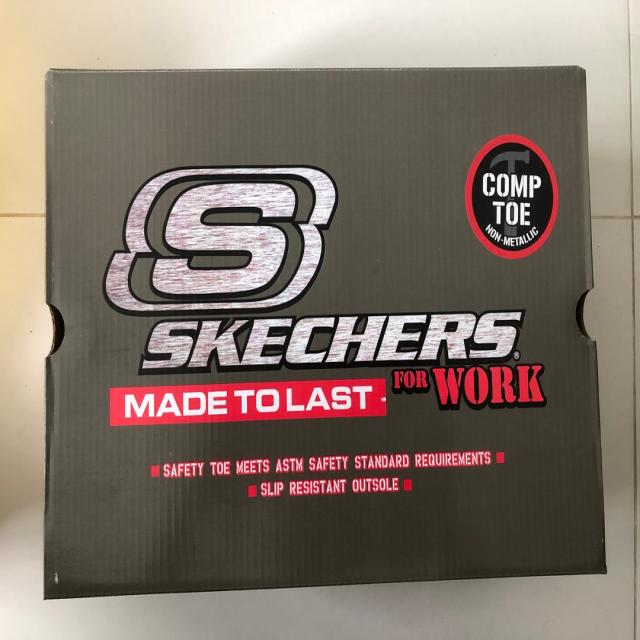 COMP
TOE
NON-METALLIC
S
SKECHERS®
FOR WORK
MADE TO LAST
SAFETY TOE MEETS ASTM SAFETY STANDARD REQUIREMENTS
SLIP RESISTANT OUTSOLE